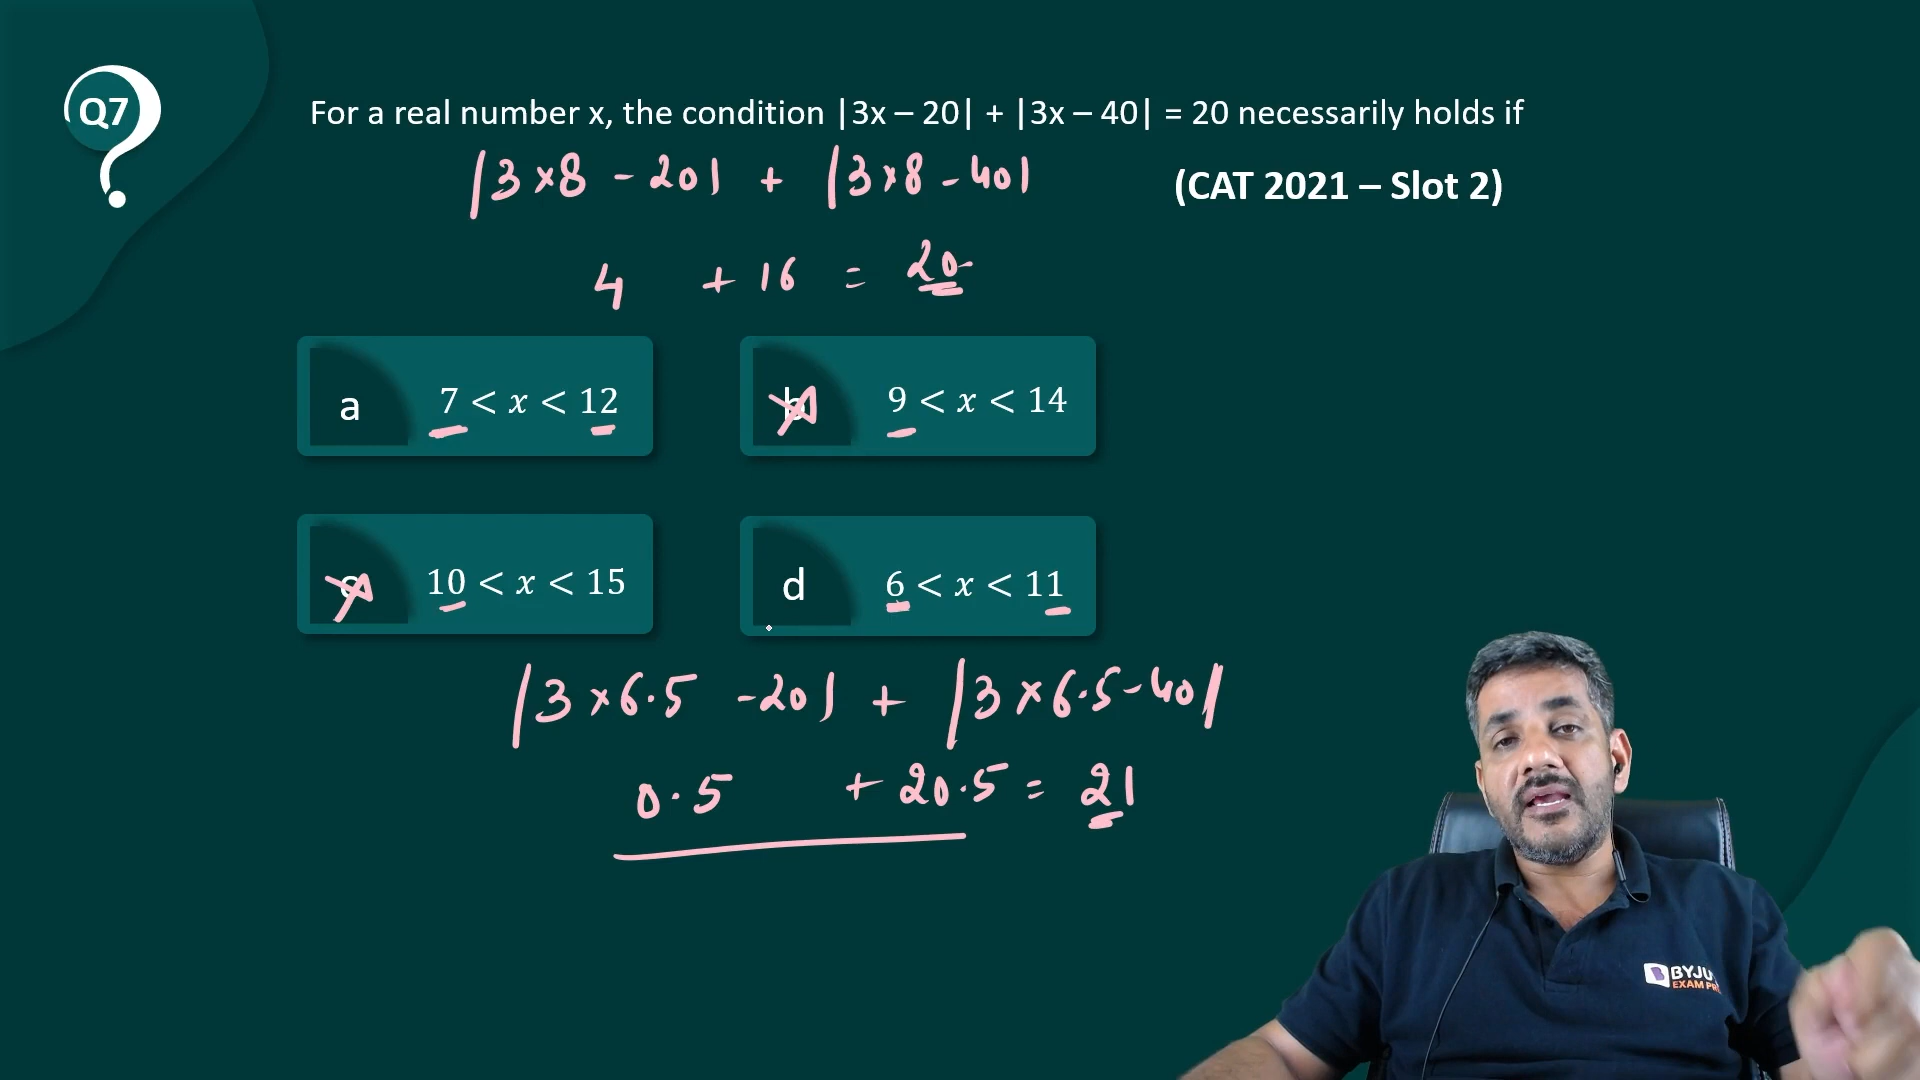 Q7
For a real number x, the condition |3x – 20| + |3x – 40| = 20 necessarily holds if
|3×8 - 20| + |3×8 - 40|
(CAT 2021 – Slot 2)
4 + 16 = 20
a 7 < x < 12
b 9 < x < 14
c 10 < x < 15
d 6 < x < 11
|3×6.5 - 20| + |3×6.5 - 40|
0.5 + 20.5 = 21
BYJU
EXAM PR